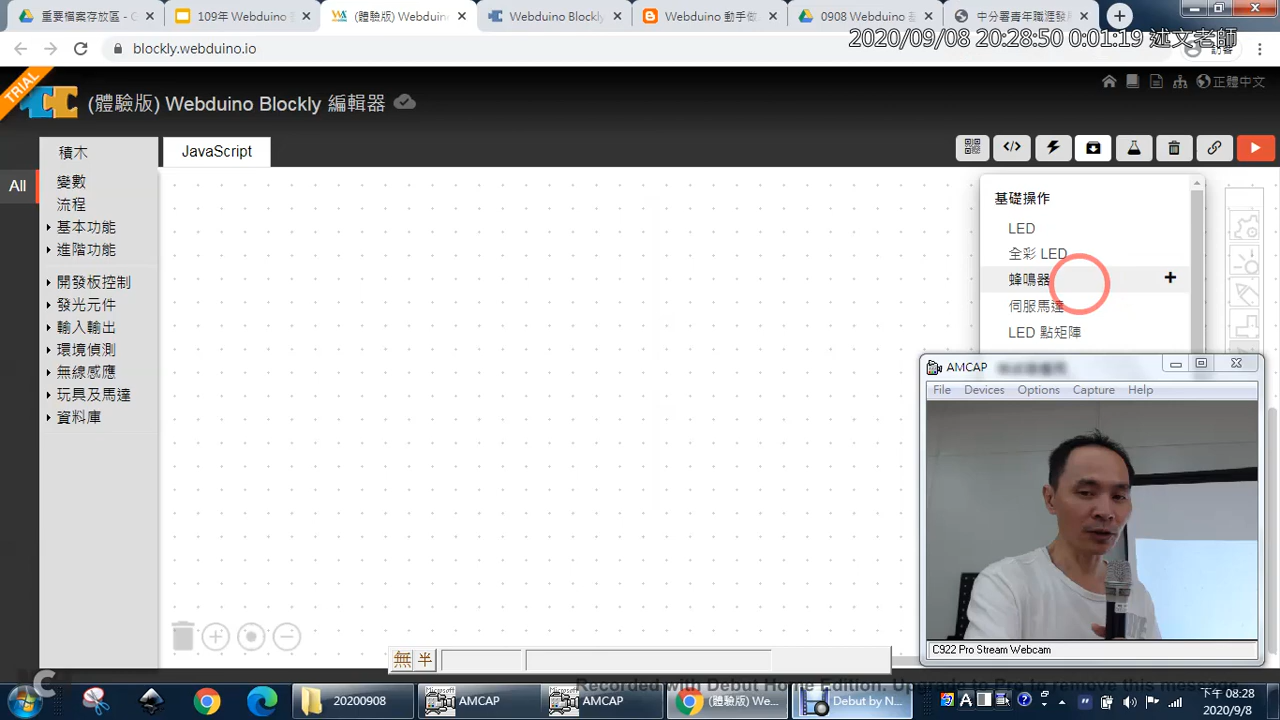 重要檔案存放區 - G
109年 Webduino
(體驗版) Webduin
Webduino Blockly
Webduino 動手做
0908 Webduino
中分署青年職涯發展
2020/09/08 20:28:50 0:01:19 述文老師
blockly.webduino.io
訪客
TRIAL
(體驗版) Webduino Blockly 編輯器
正體中文
積木
JavaScript
All
變數
流程
基本功能
進階功能
開發板控制
發光元件
輸入輸出
環境偵測
無線感應
玩具及馬達
資料庫
基礎操作
LED
全彩 LED
蜂鳴器
伺服馬達
LED 點矩陣
AMCAP
File Devices Options Capture Help
C922 Pro Stream Webcam
無 半
Recorded with Debut Home Edition. Upgrade to Pro to remove this message
20200908
AMCAP
AMCAP
(體驗版) We...
Debut by N...
下午 08:28
2020/9/8